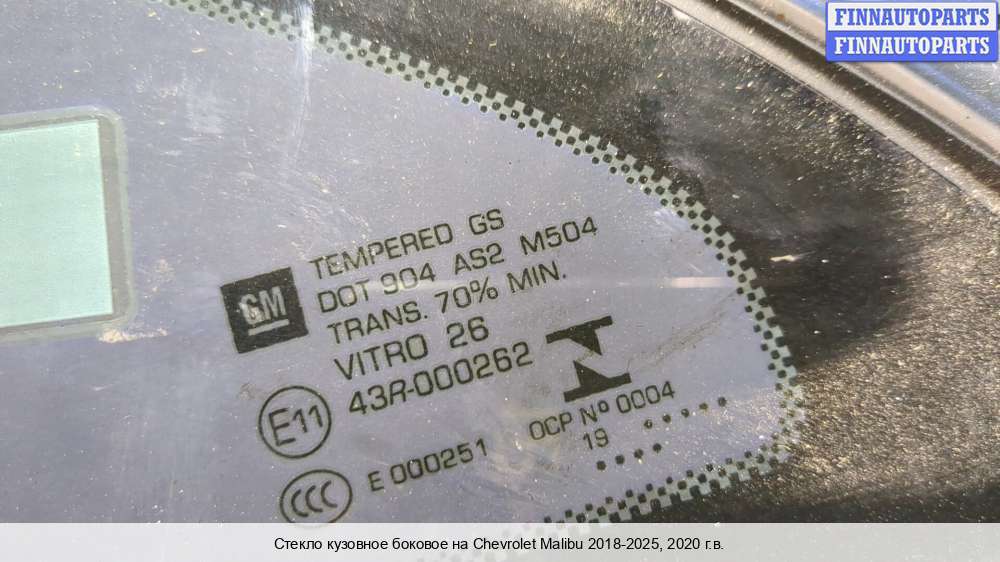 FINNAUTOPARTS
FINNAUTOPARTS
TEMPERED GS
GM
DOT 904 AS2 M504
TRANS. 70% MIN.
VITRO 26
E11
43R-000262
CCC
E 000251
OCP Nº 0004
19
Стекло кузовное боковое на Chevrolet Malibu 2018-2025, 2020 г.в.